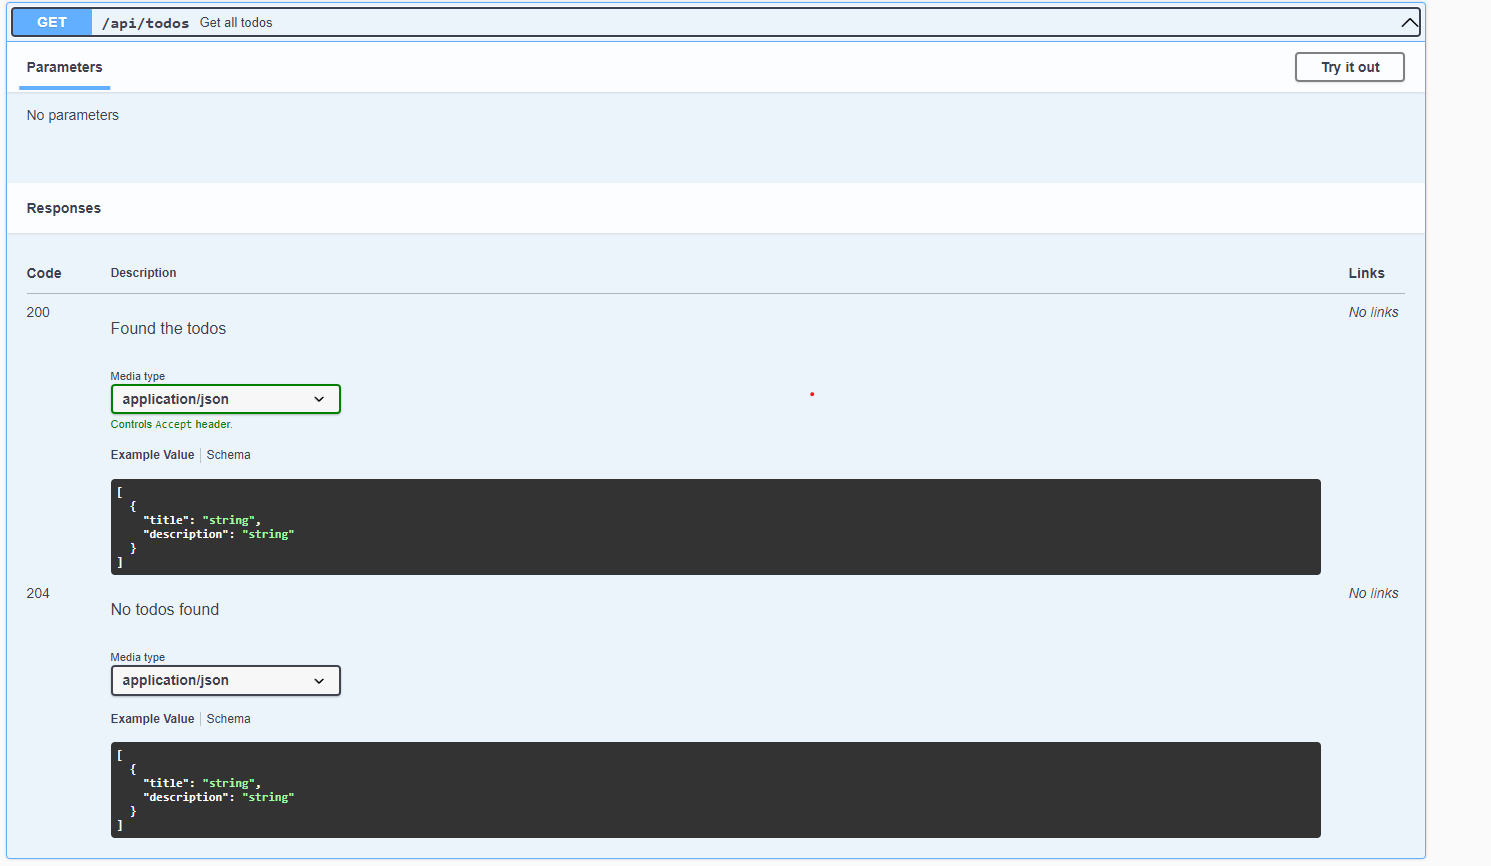 GET /api/todos Get all todos
Parameters Try it out
No parameters
Responses
Code Description Links
200 No links
Found the todos
Media type
application/json
Controls Accept header.
Example Value Schema
[
  {
    "title": "string",
    "description": "string"
  }
]
204 No links
No todos found
Media type
application/json
Example Value Schema
[
  {
    "title": "string",
    "description": "string"
  }
]